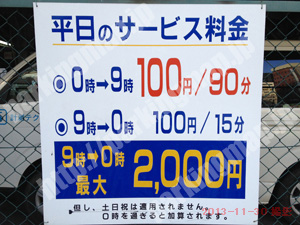 平日のサービス料金
◉0時→9時 100円/90分
◉9時→0時 100円/15分
9時→0時
最大 2,000円
▶但し、土日祝は適用されません。
0時を過ぎると加算されます。
2013-11-30